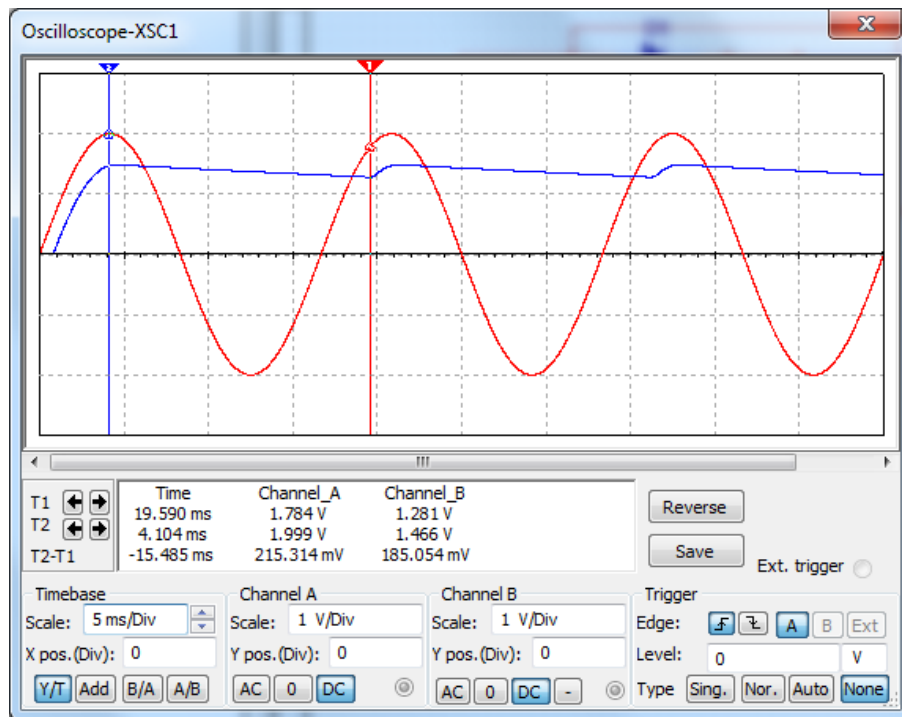 Oscilloscope-XSC1
X
2
1
Time Channel_A Channel_B
T1 19.590 ms 1.784 V 1.281 V
T2 4.104 ms 1.999 V 1.466 V
T2-T1 -15.485 ms 215.314 mV 185.054 mV
Reverse
Save
Ext. trigger
Timebase
Scale: 5 ms/Div
X pos.(Div): 0
Y/T Add B/A A/B
Channel A
Scale: 1 V/Div
Y pos.(Div): 0
AC 0 DC
Channel B
Scale: 1 V/Div
Y pos.(Div): 0
AC 0 DC -
Trigger
Edge: A B Ext
Level: 0 V
Type Sing. Nor. Auto None